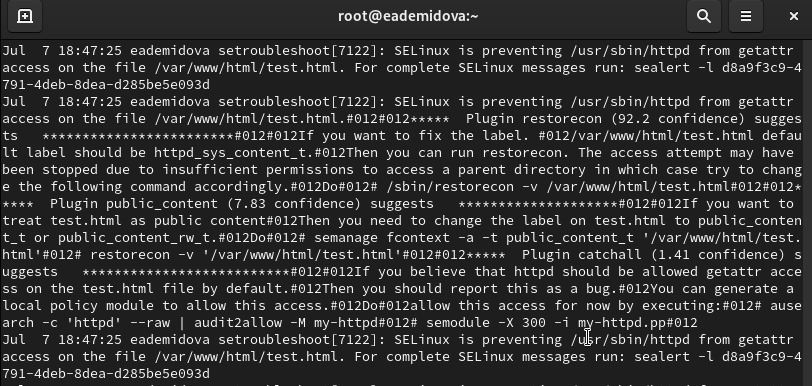 root@eademidova:~
Jul  7 18:47:25 eademidova setroubleshoot[7122]: SELinux is preventing /usr/sbin/httpd from getattr
access on the file /var/www/html/test.html. For complete SELinux messages run: sealert -l d8a9f3c9-4
791-4deb-8dea-d285be5e093d
Jul  7 18:47:25 eademidova setroubleshoot[7122]: SELinux is preventing /usr/sbin/httpd from getattr
access on the file /var/www/html/test.html.#012#012*****  Plugin restorecon (92.2 confidence) sugges
ts   ************************#012#012If you want to fix the label. #012/var/www/html/test.html defau
lt label should be httpd_sys_content_t.#012Then you can run restorecon. The access attempt may have
been stopped due to insufficient permissions to access a parent directory in which case try to chang
e the following command accordingly.#012Do#012# /sbin/restorecon -v /var/www/html/test.html#012#012*
****  Plugin public_content (7.83 confidence) suggests   ********************#012#012If you want to
treat test.html as public content#012Then you need to change the label on test.html to public_conten
t_t or public_content_rw_t.#012Do#012# semanage fcontext -a -t public_content_t '/var/www/html/test.
html'#012# restorecon -v '/var/www/html/test.html'#012#012*****  Plugin catchall (1.41 confidence) s
uggests   **************************#012#012If you believe that httpd should be allowed getattr acce
ss on the test.html file by default.#012Then you should report this as a bug.#012You can generate a
local policy module to allow this access.#012Do#012allow this access for now by executing:#012# ause
arch -c 'httpd' --raw | audit2allow -M my-httpd#012# semodule -X 300 -i my-httpd.pp#012
Jul  7 18:47:25 eademidova setroubleshoot[7122]: SELinux is preventing /usr/sbin/httpd from getattr
access on the file /var/www/html/test.html. For complete SELinux messages run: sealert -l d8a9f3c9-4
791-4deb-8dea-d285be5e093d